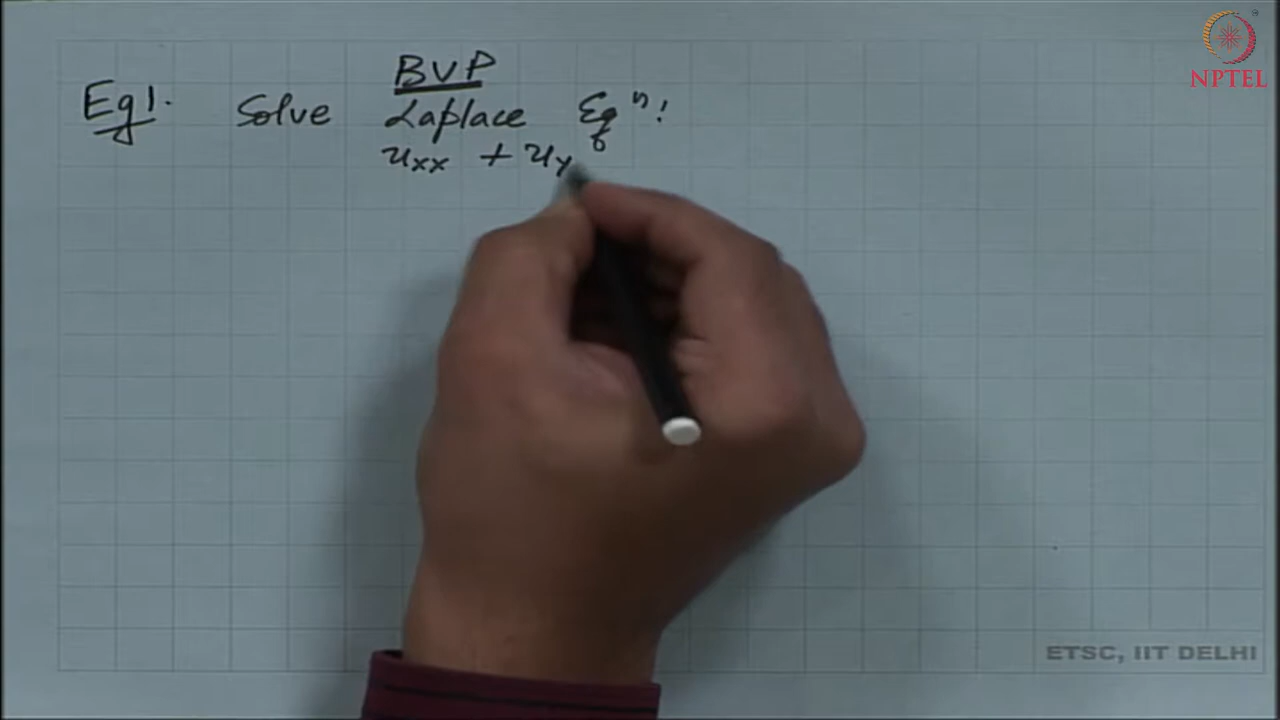 BVP
Eg1. Solve Laplace Eqⁿ:
uxx + uy
NPTEL
ETSC, IIT DELHI